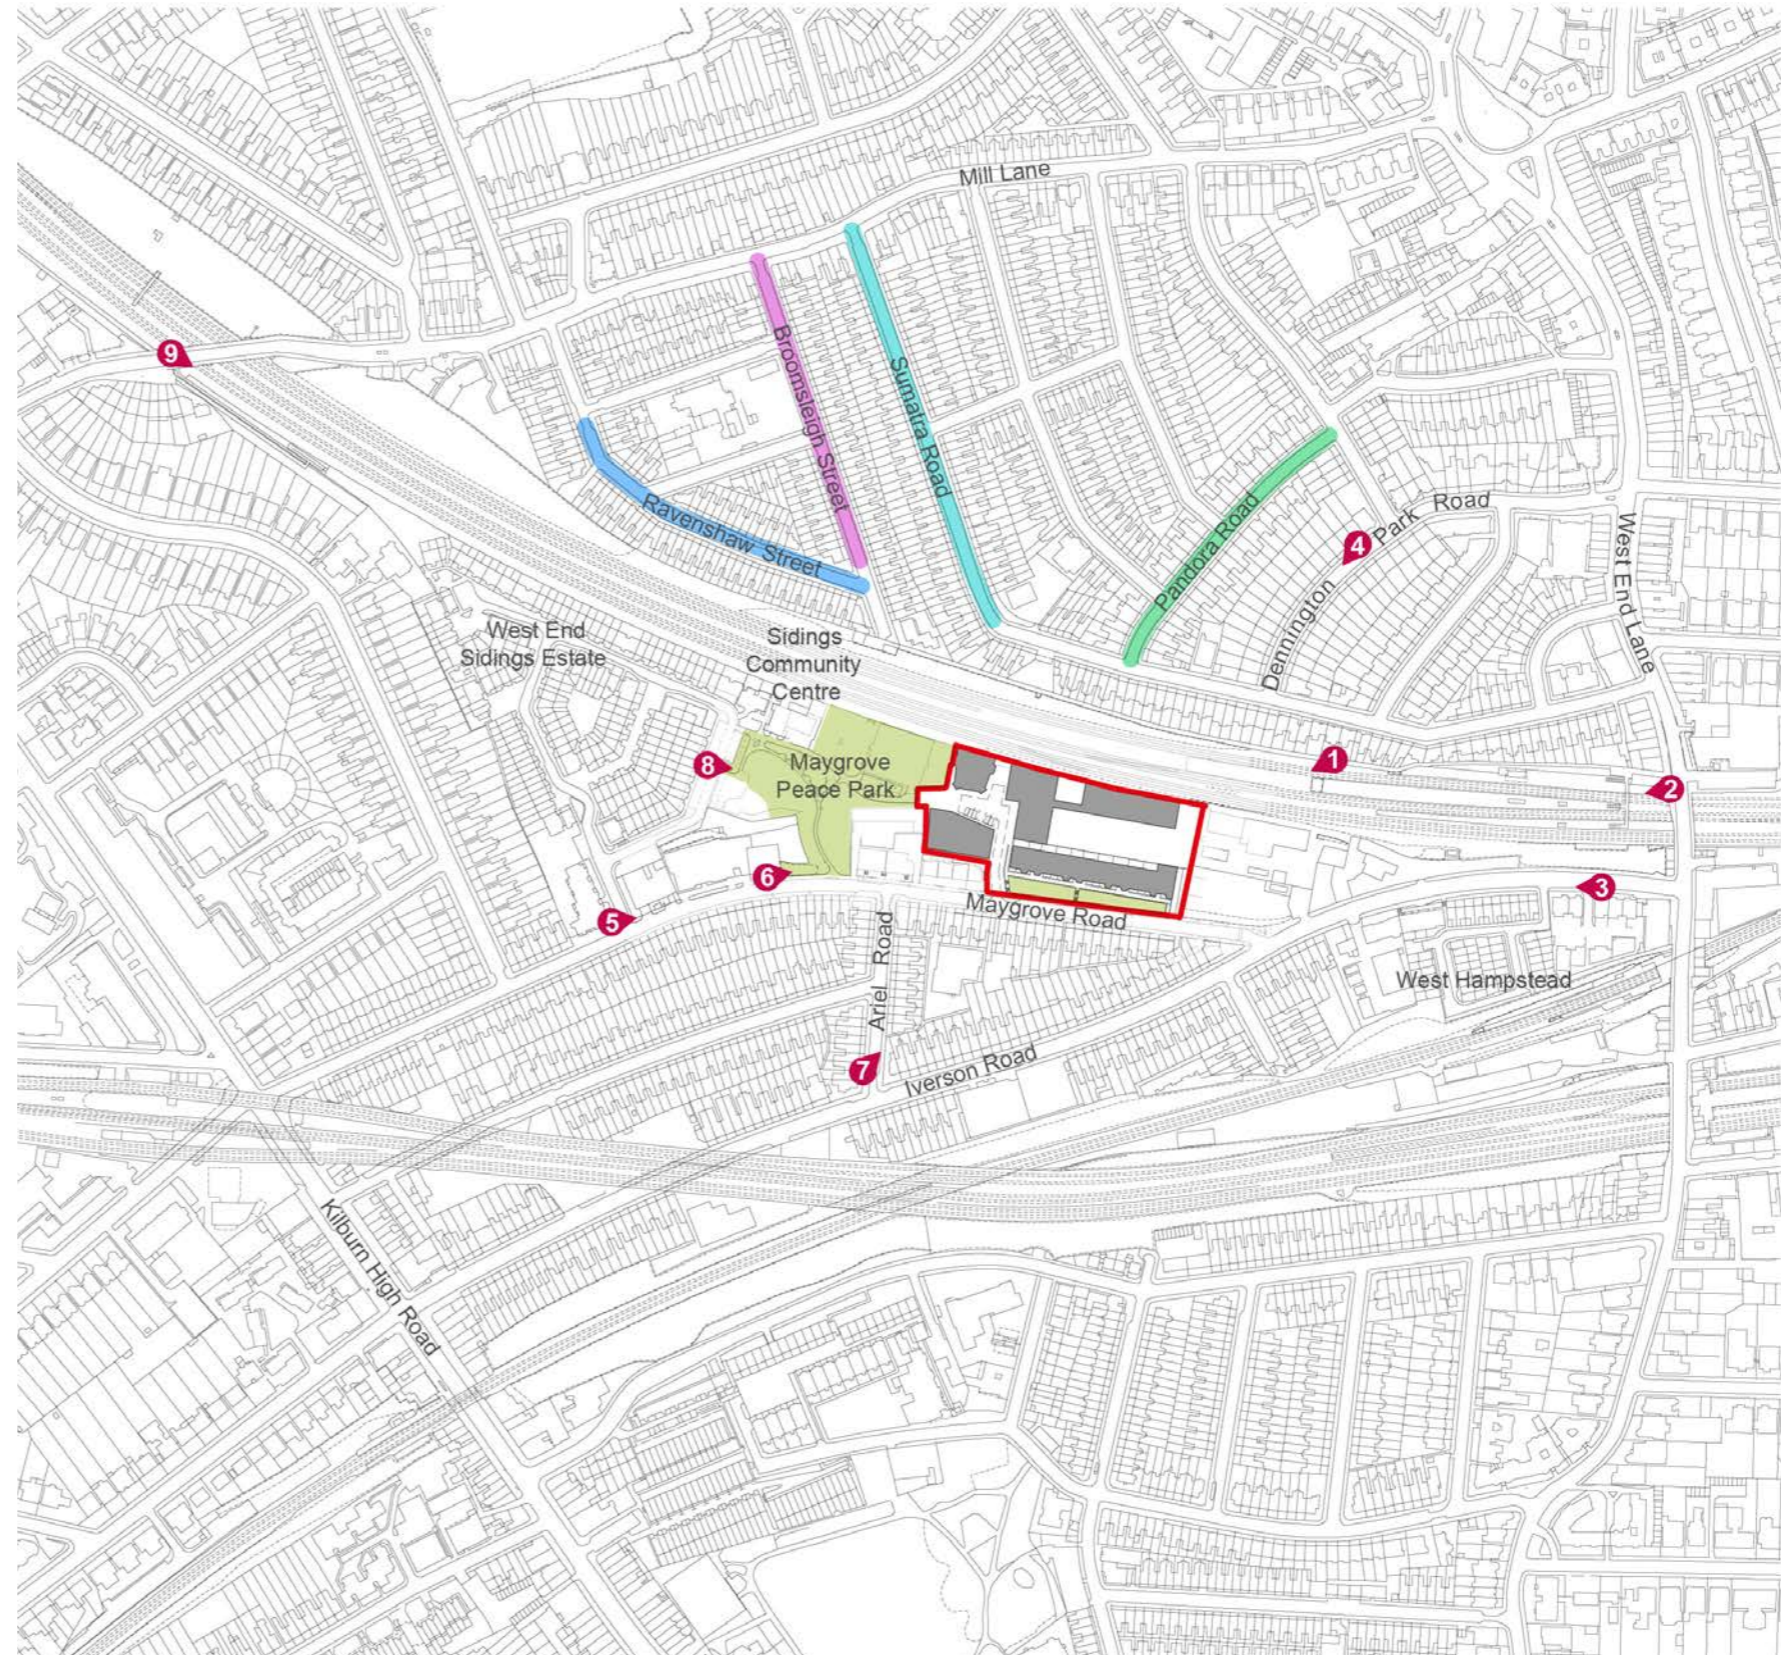 Mill Lane
9
Broomsleigh Street
Sumatra Road
Ravenshaw Street
Pandora Road
Dennington Park Road
4
West End Lane
West End
Sidings Estate
Sidings
Community
Centre
Maygrove
Peace Park
8
1
2
3
6
5
Maygrove Road
Ariel Road
West Hampstead
7
Iverson Road
Kilburn High Road